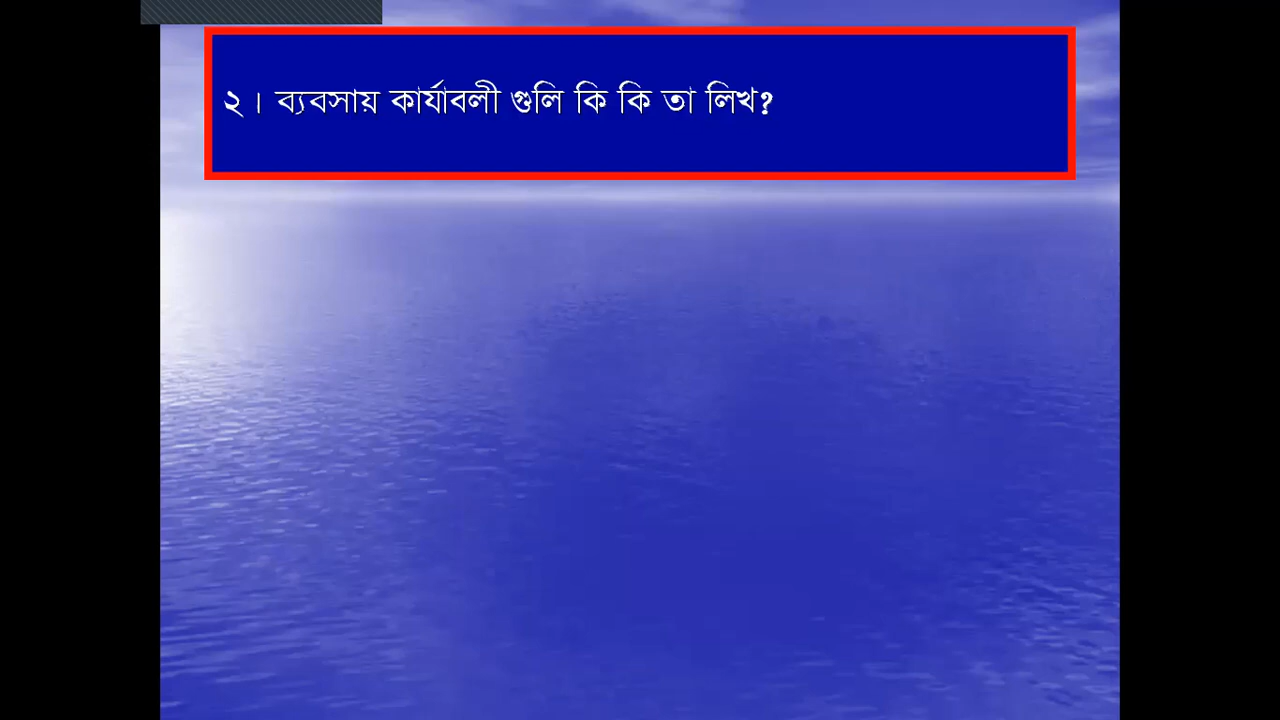 ২। ব্যবসায় কার্যাবলী গুলি কি কি তা লিখ?